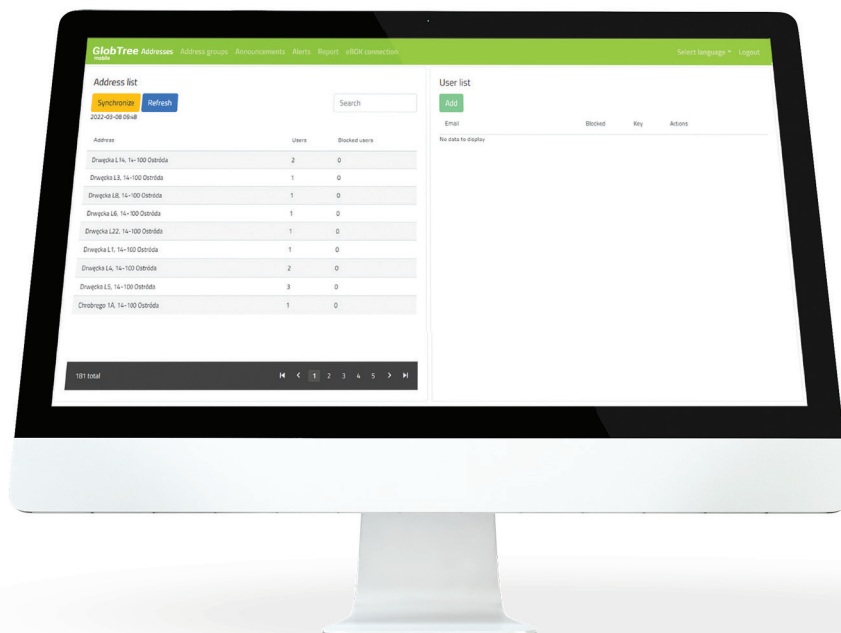 GlobTree Addresses Address groups Announcements Alerts Report eBOK connection Select language Logout
mobile
Address list
Synchronize Refresh Search
2022-03-08 09:48
Address Users Blocked users
Drwęcka L14, 14-100 Ostróda 2 0
Drwęcka L3, 14-100 Ostróda 1 0
Drwęcka L8, 14-100 Ostróda 1 0
Drwęcka L6, 14-100 Ostróda 1 0
Drwęcka L22, 14-100 Ostróda 1 0
Drwęcka L1, 14-100 Ostróda 1 0
Drwęcka L4, 14-100 Ostróda 2 0
Drwęcka L5, 14-100 Ostróda 3 0
Chrobrego 1A, 14-100 Ostróda 1 0
181 total 1 2 3 4 5
User list
Add
Email Blocked Key Actions
No data to display